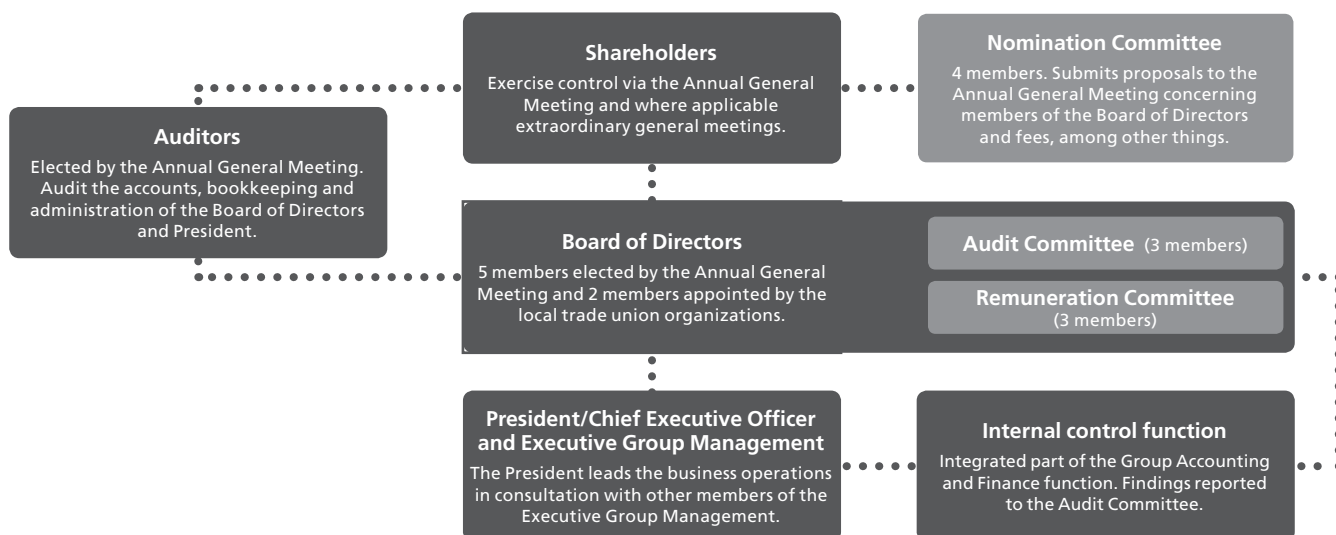 Shareholders
Exercise control via the Annual General
Meeting and where applicable
extraordinary general meetings.
Nomination Committee
4 members. Submits proposals to the
Annual General Meeting concerning
members of the Board of Directors
and fees, among other things.
Auditors
Elected by the Annual General Meeting.
Audit the accounts, bookkeeping and
administration of the Board of Directors
and President.
Board of Directors
5 members elected by the Annual General
Meeting and 2 members appointed by the
local trade union organizations.
Audit Committee (3 members)
Remuneration Committee
(3 members)
President/Chief Executive Officer
and Executive Group Management
The President leads the business operations
in consultation with other members of the
Executive Group Management.
Internal control function
Integrated part of the Group Accounting
and Finance function. Findings reported
to the Audit Committee.